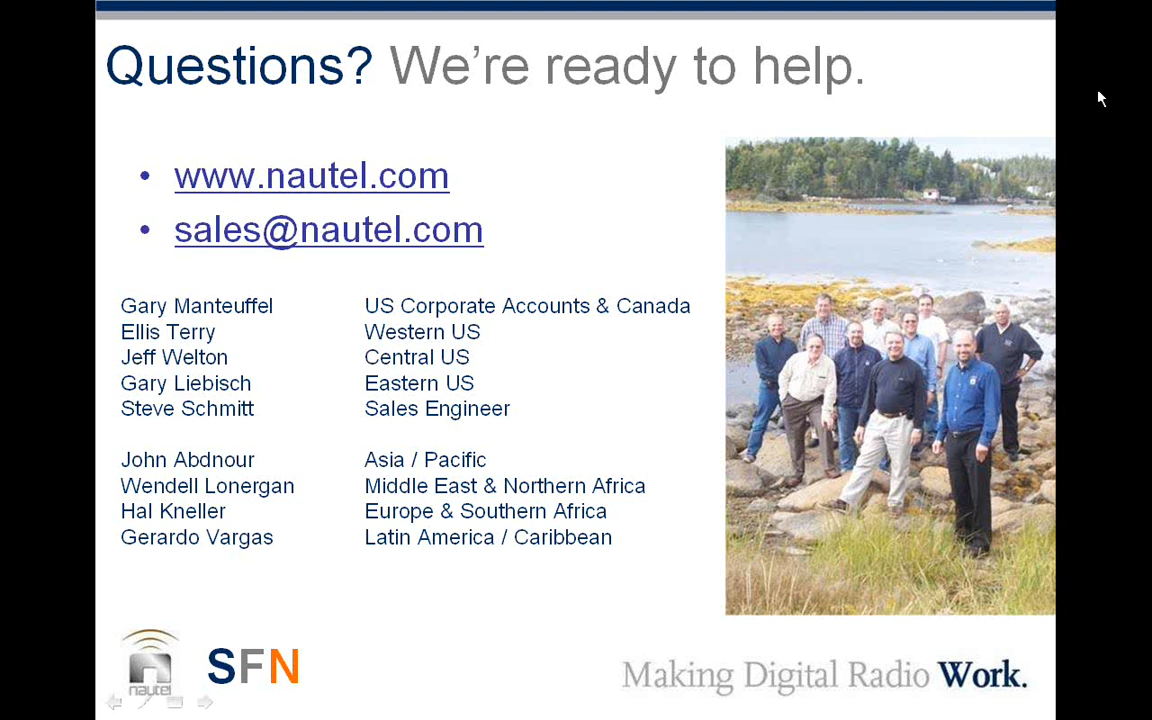 Questions? We're ready to help.
• www.nautel.com
• sales@nautel.com
Gary Manteuffel US Corporate Accounts & Canada
Ellis Terry Western US
Jeff Welton Central US
Gary Liebisch Eastern US
Steve Schmitt Sales Engineer
John Abdnour Asia / Pacific
Wendell Lonergan Middle East & Northern Africa
Hal Kneller Europe & Southern Africa
Gerardo Vargas Latin America / Caribbean
nautel SFN
Making Digital Radio Work.